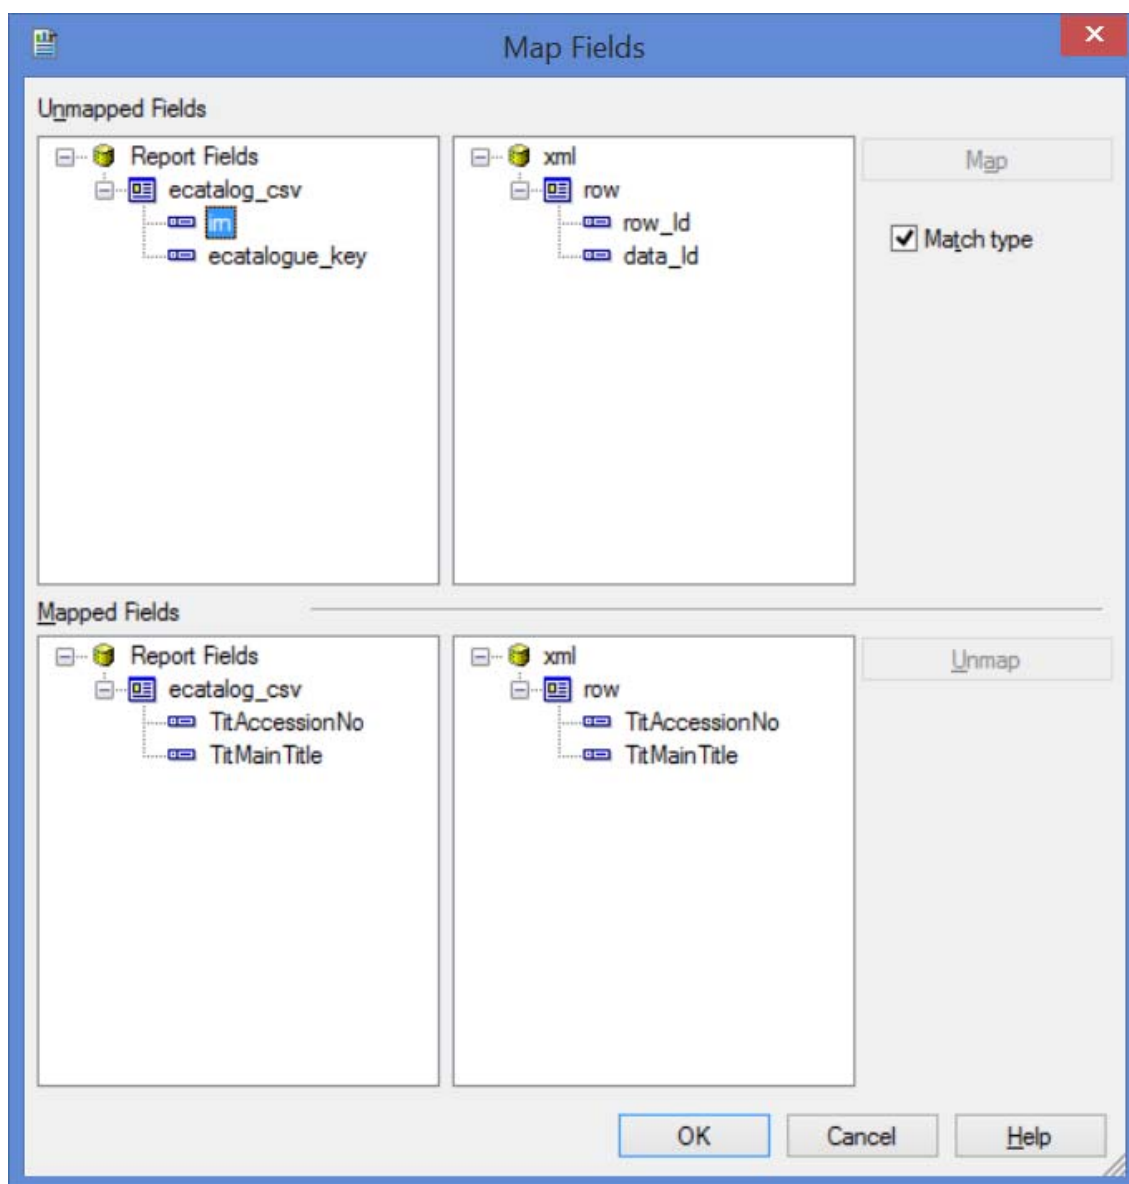 Map Fields
Unmapped Fields
Report Fields
ecatalog_csv
im
ecatalogue_key
xml
row
row_Id
data_Id
Map
Match type
Mapped Fields
Report Fields
ecatalog_csv
TitAccessionNo
TitMainTitle
xml
row
TitAccessionNo
TitMainTitle
Unmap
OK
Cancel
Help